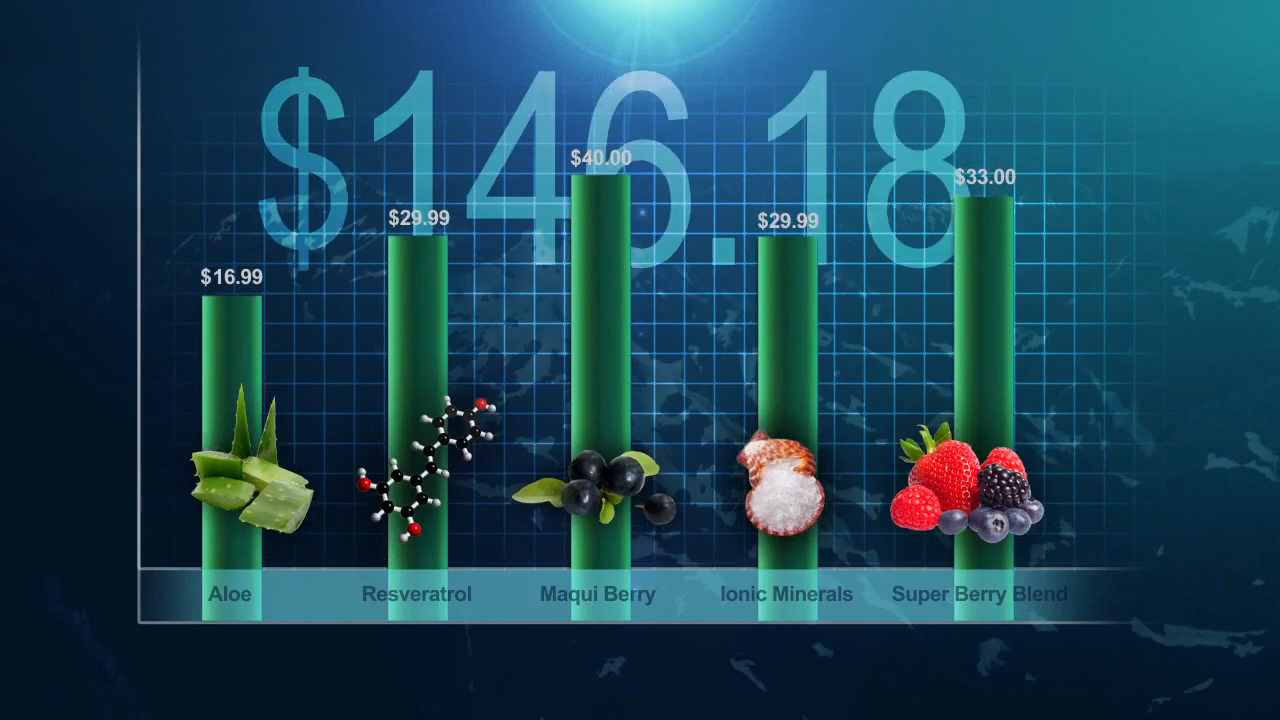 $146.18
$16.99
$29.99
$40.00
$29.99
$33.00
Aloe
Resveratrol
Maqui Berry
Ionic Minerals
Super Berry Blend